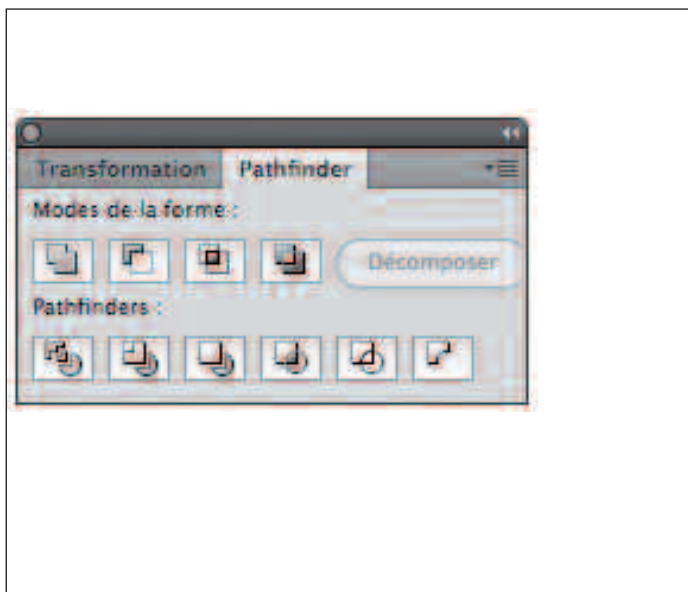 Transformation Pathfinder
Modes de la forme :
Décomposer
Pathfinders :